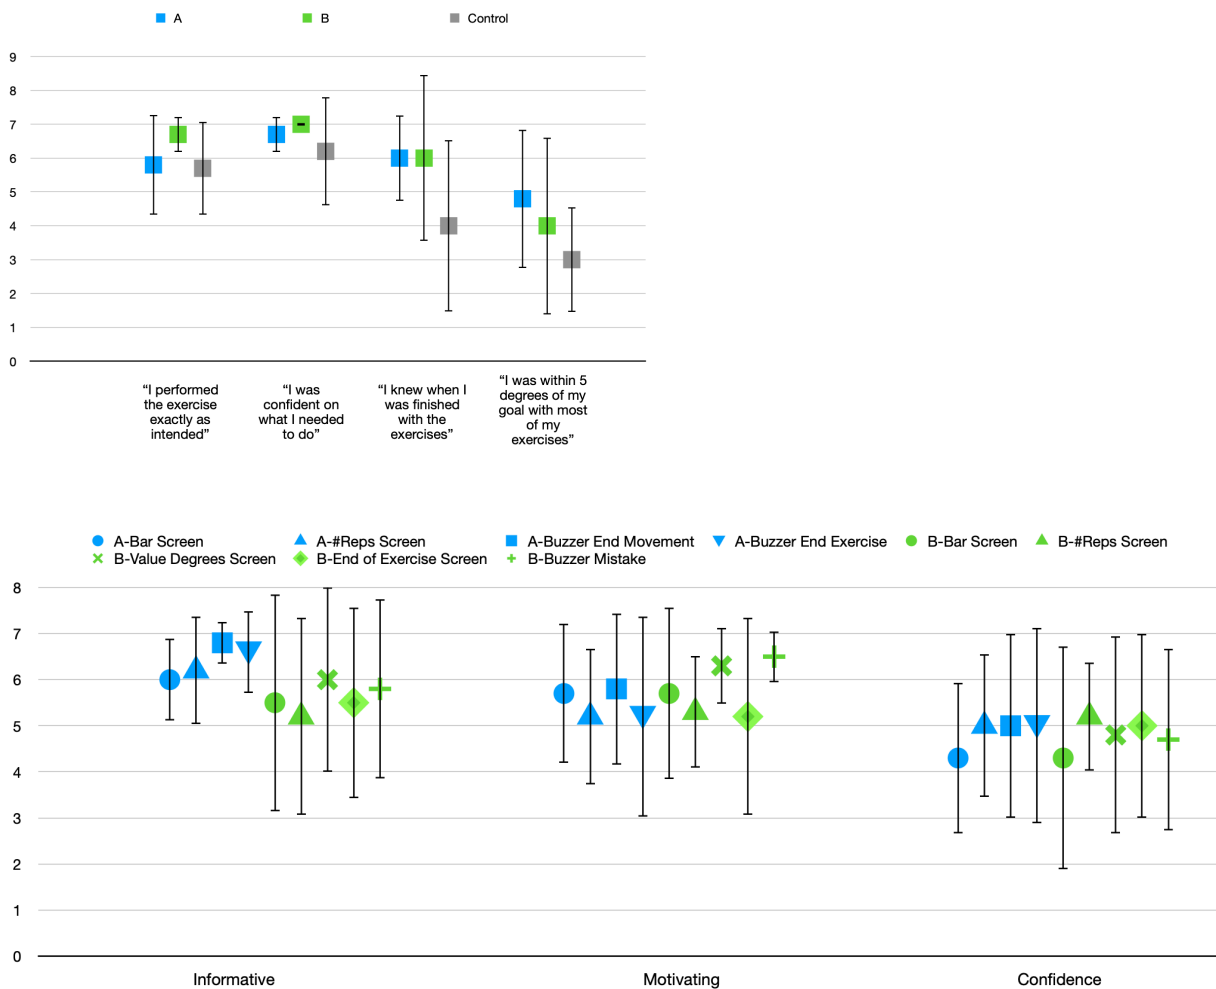 A B Control
9
8
7
6
5
4
3
2
1
0
“I performed
the exercise
exactly as
intended”
“I was
confident on
what I needed
to do”
“I knew when I
was finished
with the
exercises”
“I was within 5
degrees of my
goal with most
of my
exercises”
A-Bar Screen A-#Reps Screen A-Buzzer End Movement A-Buzzer End Exercise B-Bar Screen B-#Reps Screen
B-Value Degrees Screen B-End of Exercise Screen B-Buzzer Mistake
8
7
6
5
4
3
2
1
0
Informative Motivating Confidence